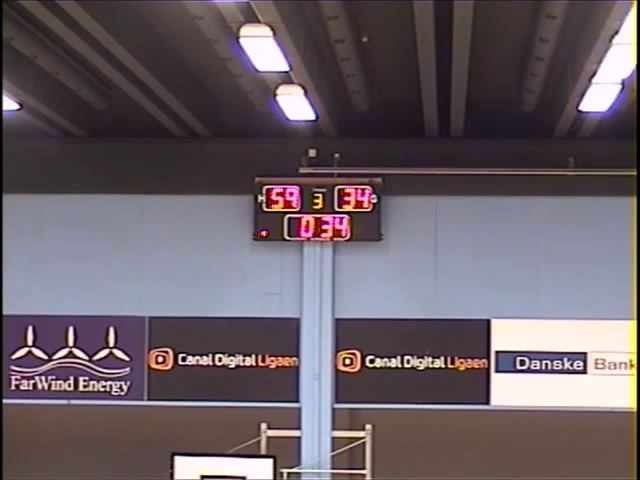 H 59 3 34 G
0:34
FarWind Energy
Canal Digital Ligaen
Canal Digital Ligaen
Danske Bank